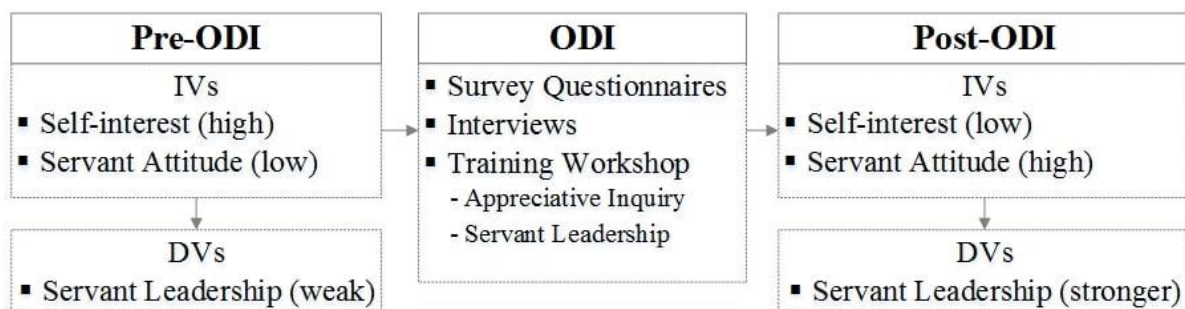 Pre-ODI
IVs
▪ Self-interest (high)
▪ Servant Attitude (low)
DVs
▪ Servant Leadership (weak)
ODI
▪ Survey Questionnaires
▪ Interviews
▪ Training Workshop
- Appreciative Inquiry
- Servant Leadership
Post-ODI
IVs
▪ Self-interest (low)
▪ Servant Attitude (high)
DVs
▪ Servant Leadership (stronger)